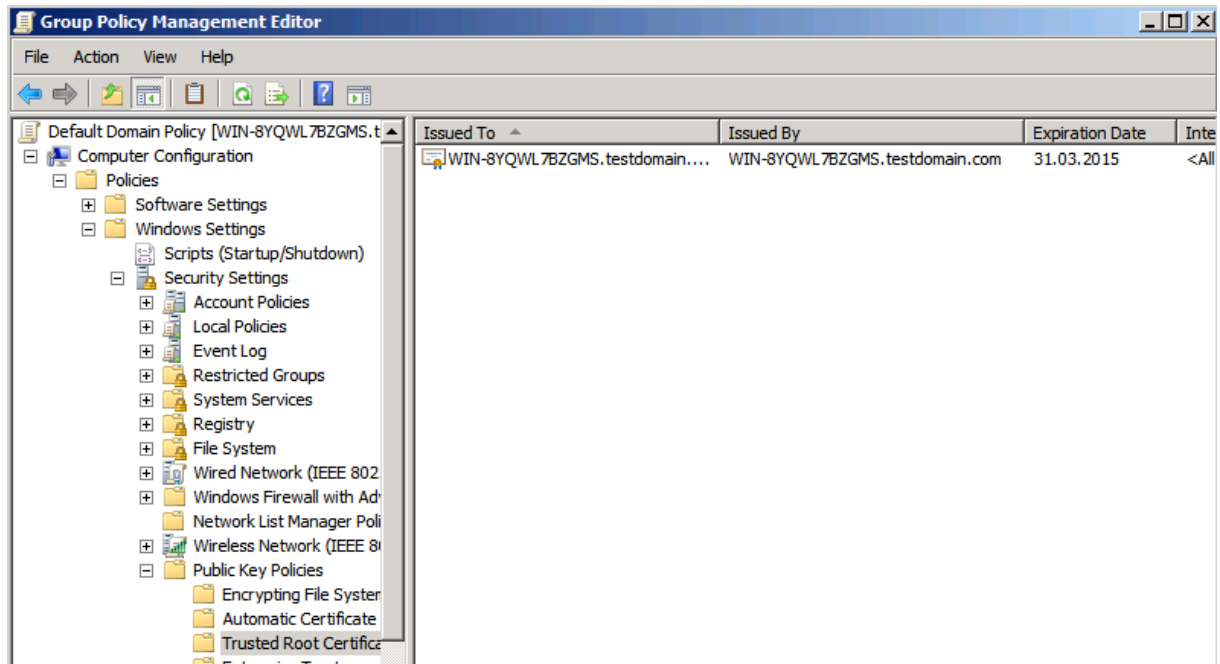 Group Policy Management Editor
File Action View Help
Default Domain Policy [WIN-8YQWL7BZGMS.t
Computer Configuration
Policies
Software Settings
Windows Settings
Scripts (Startup/Shutdown)
Security Settings
Account Policies
Local Policies
Event Log
Restricted Groups
System Services
Registry
File System
Wired Network (IEEE 802.
Windows Firewall with Ad
Network List Manager Poli
Wireless Network (IEEE 8
Public Key Policies
Encrypting File System
Automatic Certificate
Trusted Root Certifica
Issued To Issued By Expiration Date Inte
WIN-8YQWL7BZGMS.testdomain.... WIN-8YQWL7BZGMS.testdomain.com 31.03.2015 <All